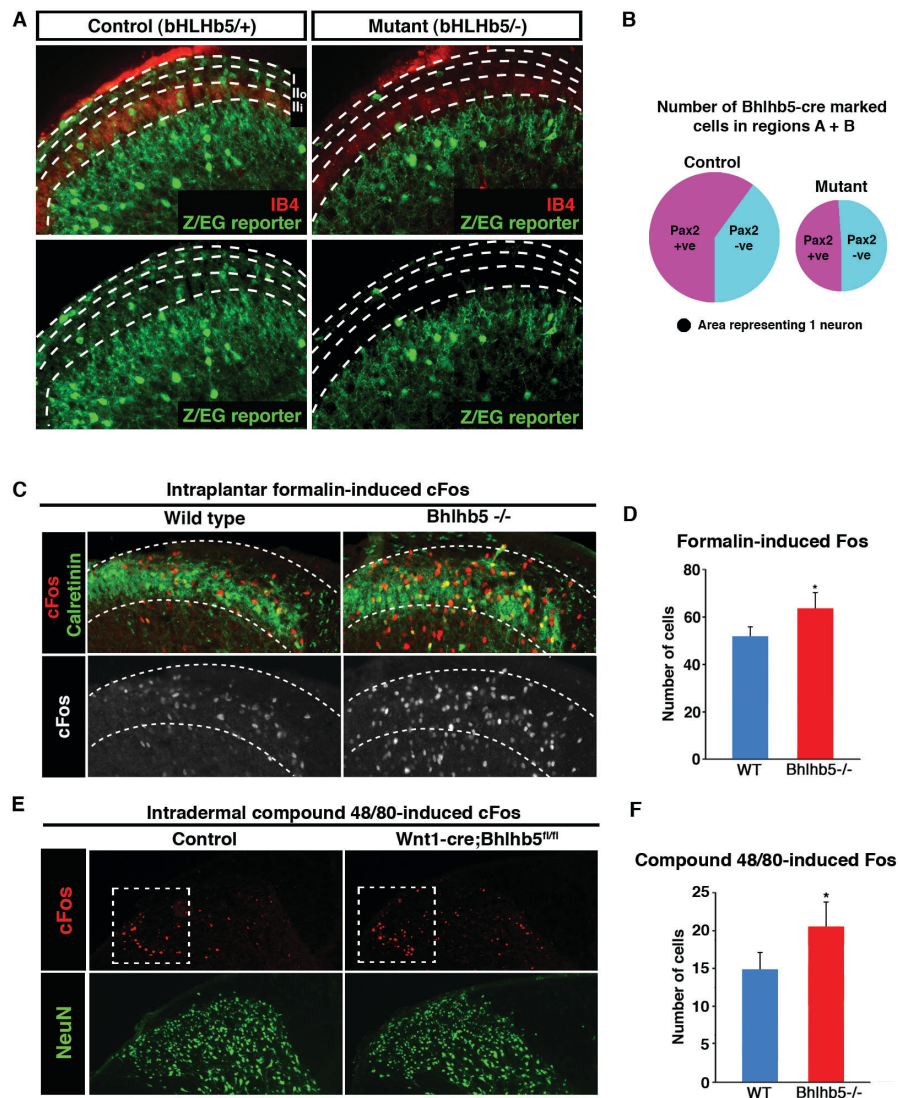 A
Control (bHLHb5/+)
Mutant (bHLHb5/-)
I
IIo
IIi
IB4
Z/EG reporter
IB4
Z/EG reporter
Z/EG reporter
Z/EG reporter
B
Number of Bhlhb5-cre marked
cells in regions A + B
Control
Mutant
Pax2
+ve
Pax2
-ve
Pax2
+ve
Pax2
-ve
Area representing 1 neuron
C
Intraplantar formalin-induced cFos
Wild type
Bhlhb5 -/-
cFos
Calretinin
cFos
D
Formalin-induced Fos
Number of cells
80
60
40
20
0
*
WT
Bhlhb5-/-
E
Intradermal compound 48/80-induced cFos
Control
Wnt1-cre;Bhlhb5fl/fl
cFos
NeuN
F
Compound 48/80-induced Fos
Number of cells
25
20
15
10
5
0
*
WT
Bhlhb5-/-